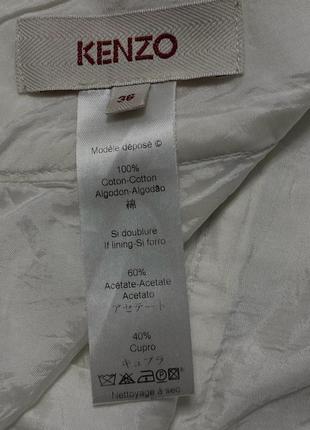 KENZO
36
Modèle déposé ©
100%
Coton-Cotton
Algodon-Algodão
綿
Si doublure
If lining-Si forro
60%
Acétate-Acetate
Acetato
アセテート
40%
Cupro
キュプラ
Nettoyage à sec